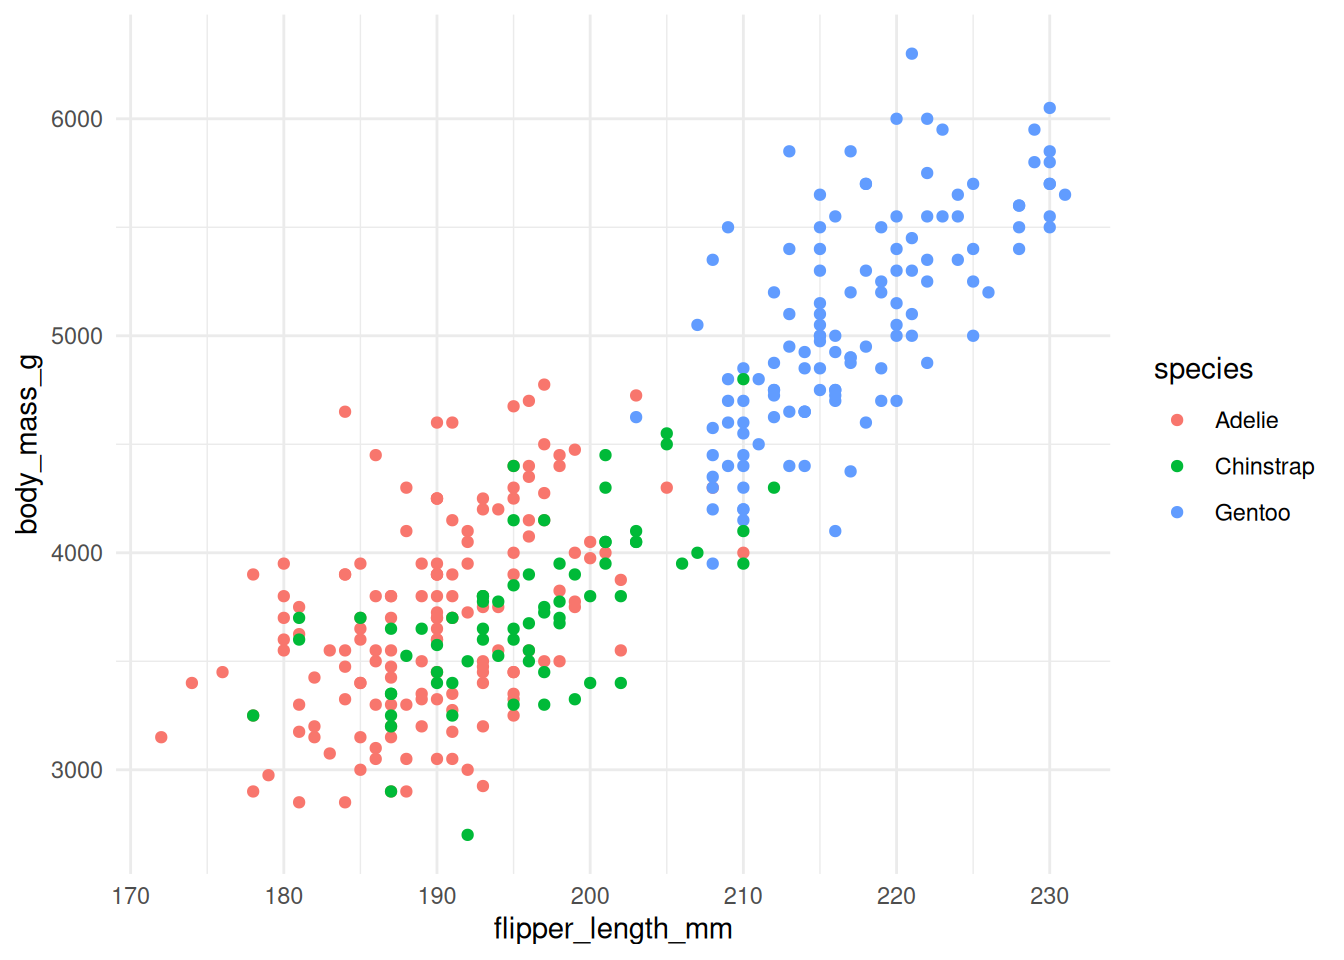 body_mass_g
6000
5000
4000
3000
170 180 190 200 210 220 230
flipper_length_mm
species
Adelie
Chinstrap
Gentoo